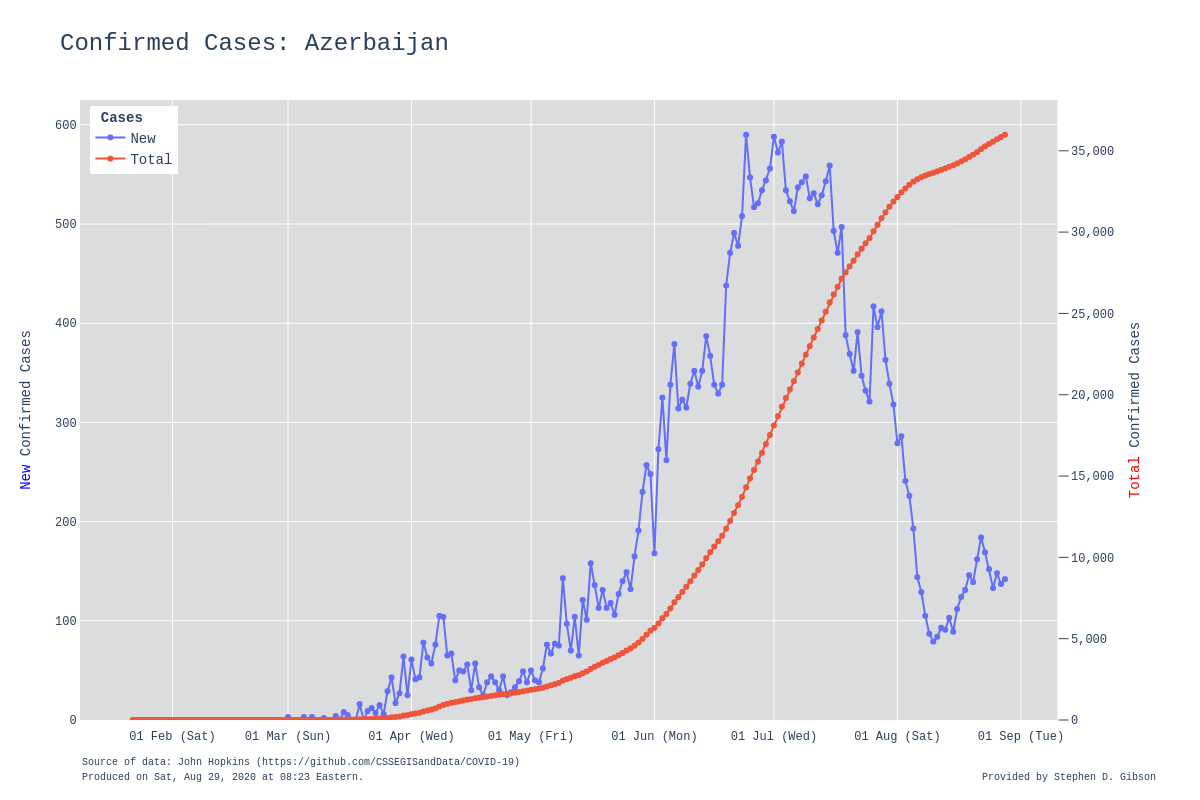 Confirmed Cases: Azerbaijan
Cases
New
Total
600
500
400
300
200
100
0
35,000
30,000
25,000
20,000
15,000
10,000
5,000
0
New Confirmed Cases
Total Confirmed Cases
01 Feb (Sat)
01 Mar (Sun)
01 Apr (Wed)
01 May (Fri)
01 Jun (Mon)
01 Jul (Wed)
01 Aug (Sat)
01 Sep (Tue)
Source of data: John Hopkins (https://github.com/CSSEGISandData/COVID-19)
Produced on Sat, Aug 29, 2020 at 08:23 Eastern.
Provided by Stephen D. Gibson